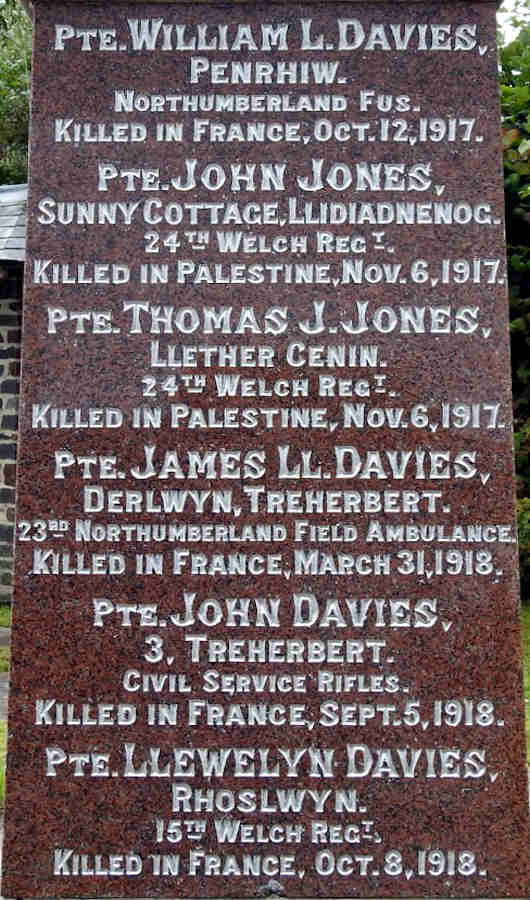 PTE. WILLIAM L. DAVIES,
PENRHIW.
NORTHUMBERLAND FUS.
KILLED IN FRANCE, OCT. 12, 1917.
PTE. JOHN JONES,
SUNNY COTTAGE, LLIDIADNENOG.
24TH WELCH REGT.
KILLED IN PALESTINE, NOV. 6, 1917.
PTE. THOMAS J. JONES,
LLETHER CENIN.
24TH WELCH REGT.
KILLED IN PALESTINE, NOV. 6, 1917.
PTE. JAMES LL. DAVIES,
DERLWYN, TREHERBERT.
23RD NORTHUMBERLAND FIELD AMBULANCE.
KILLED IN FRANCE, MARCH 31, 1918.
PTE. JOHN DAVIES,
3, TREHERBERT.
CIVIL SERVICE RIFLES.
KILLED IN FRANCE, SEPT. 5, 1918.
PTE. LLEWELYN DAVIES,
RHOSLWYN.
15TH WELCH REGT.
KILLED IN FRANCE, OCT. 8, 1918.